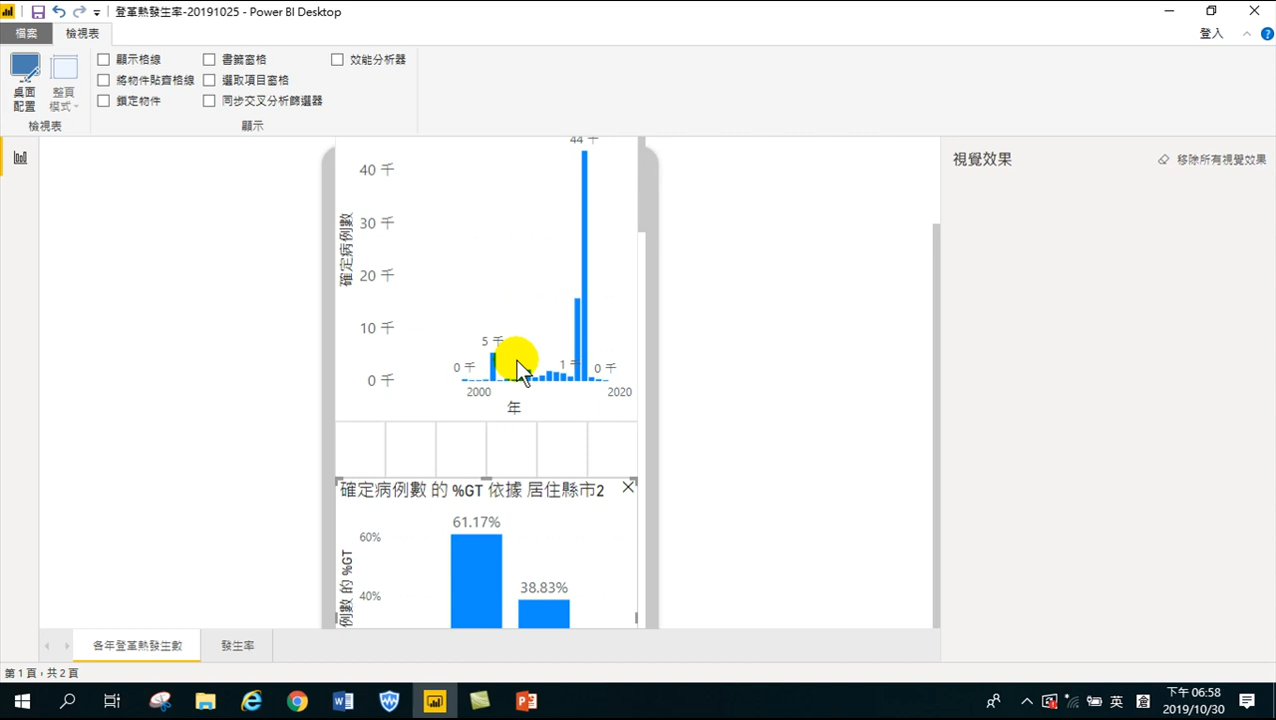 登革熱發生率-20191025 - Power BI Desktop
檔案
檢視表
登入
桌面
配置
整頁
模式
顯示格線
將物件貼齊格線
鎖定物件
書籤窗格
選取項目窗格
同步交叉分析篩選器
效能分析器
檢視表
顯示
視覺效果
移除所有視覺效果
44 千
40 千
30 千
20 千
10 千
0 千
確定病例數
0 千
5 千
1 千
0 千
2000
2020
年
確定病例數 的 %GT 依據 居住縣市2
61.17%
60%
38.83%
40%
例數 的 %GT
各年登革熱發生數
發生率
第 1 頁，共 2 頁
英
倉
下午 06:58
2019/10/30